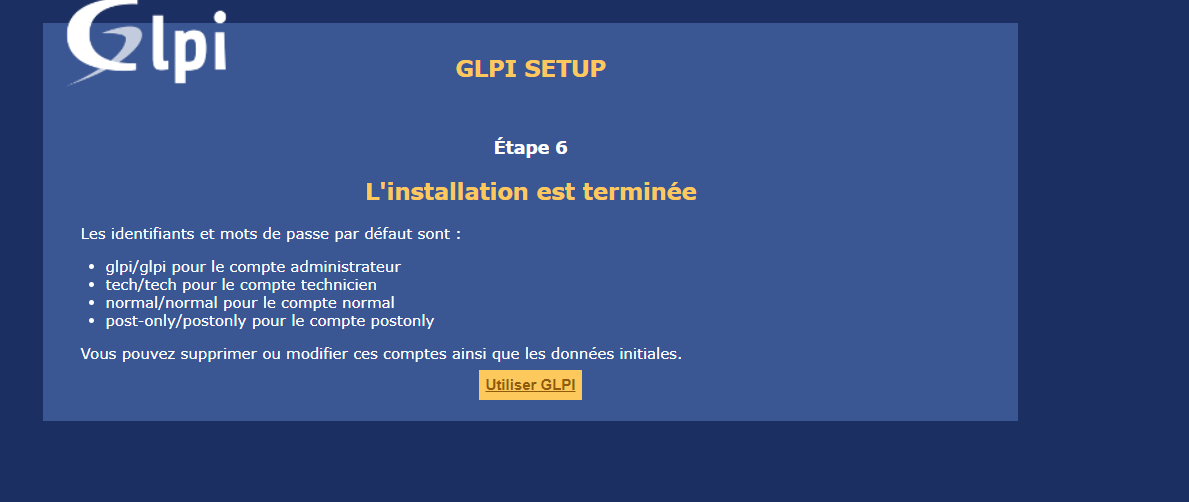 Glpi
GLPI SETUP
Étape 6
L'installation est terminée
Les identifiants et mots de passe par défaut sont :
• glpi/glpi pour le compte administrateur
• tech/tech pour le compte technicien
• normal/normal pour le compte normal
• post-only/postonly pour le compte postonly
Vous pouvez supprimer ou modifier ces comptes ainsi que les données initiales.
Utiliser GLPI